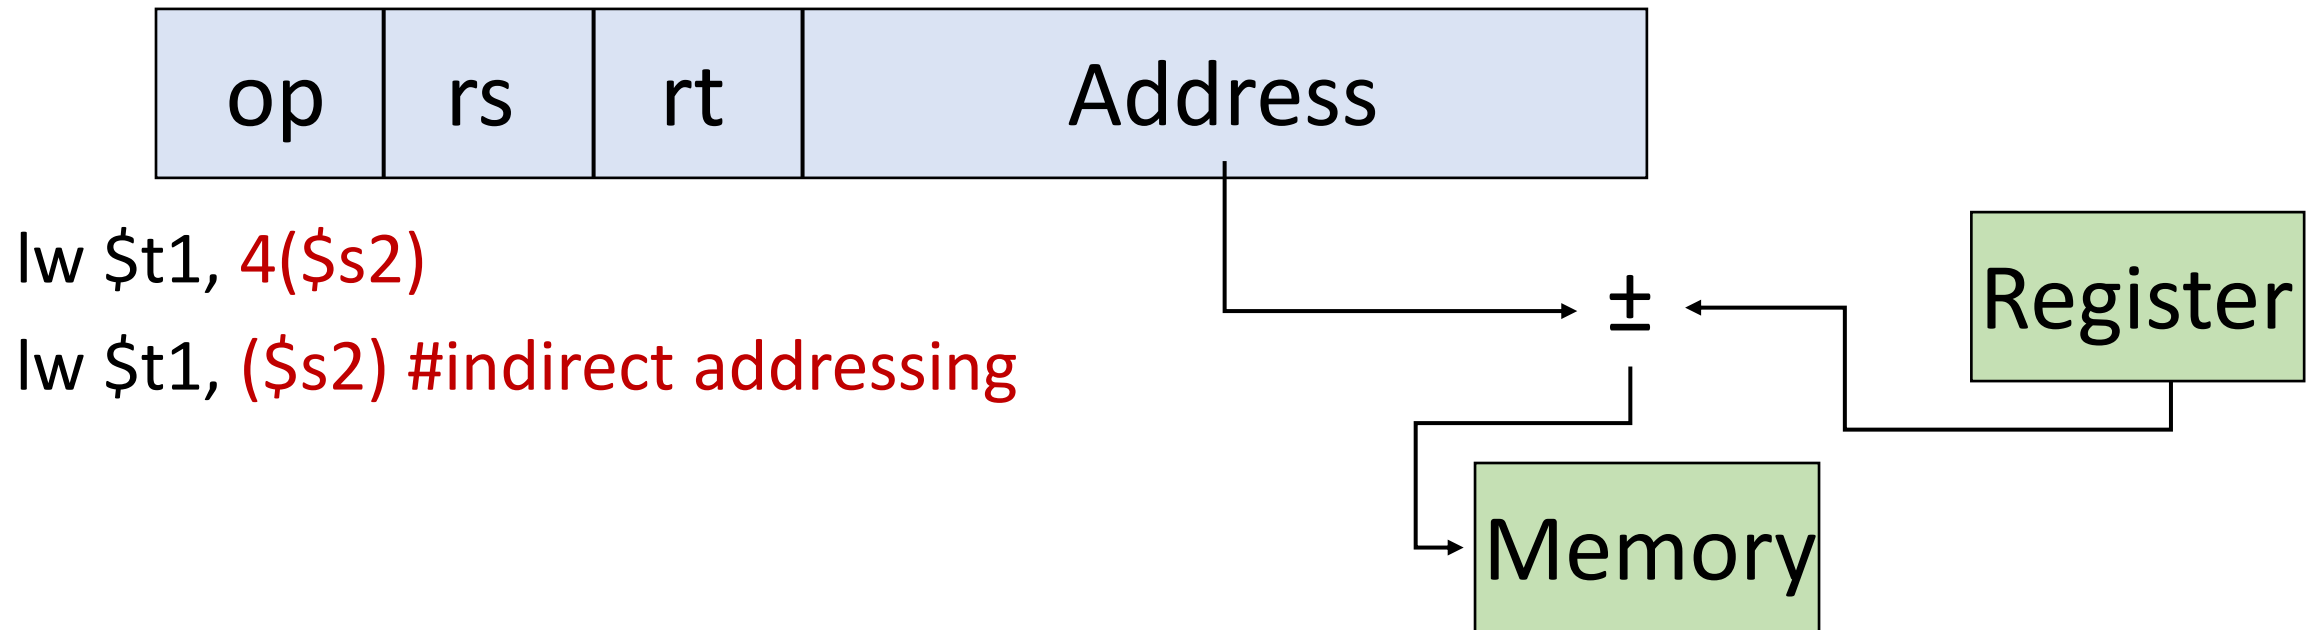 op rs rt Address
lw $t1, 4($s2)
lw $t1, ($s2) #indirect addressing
±
Register
Memory